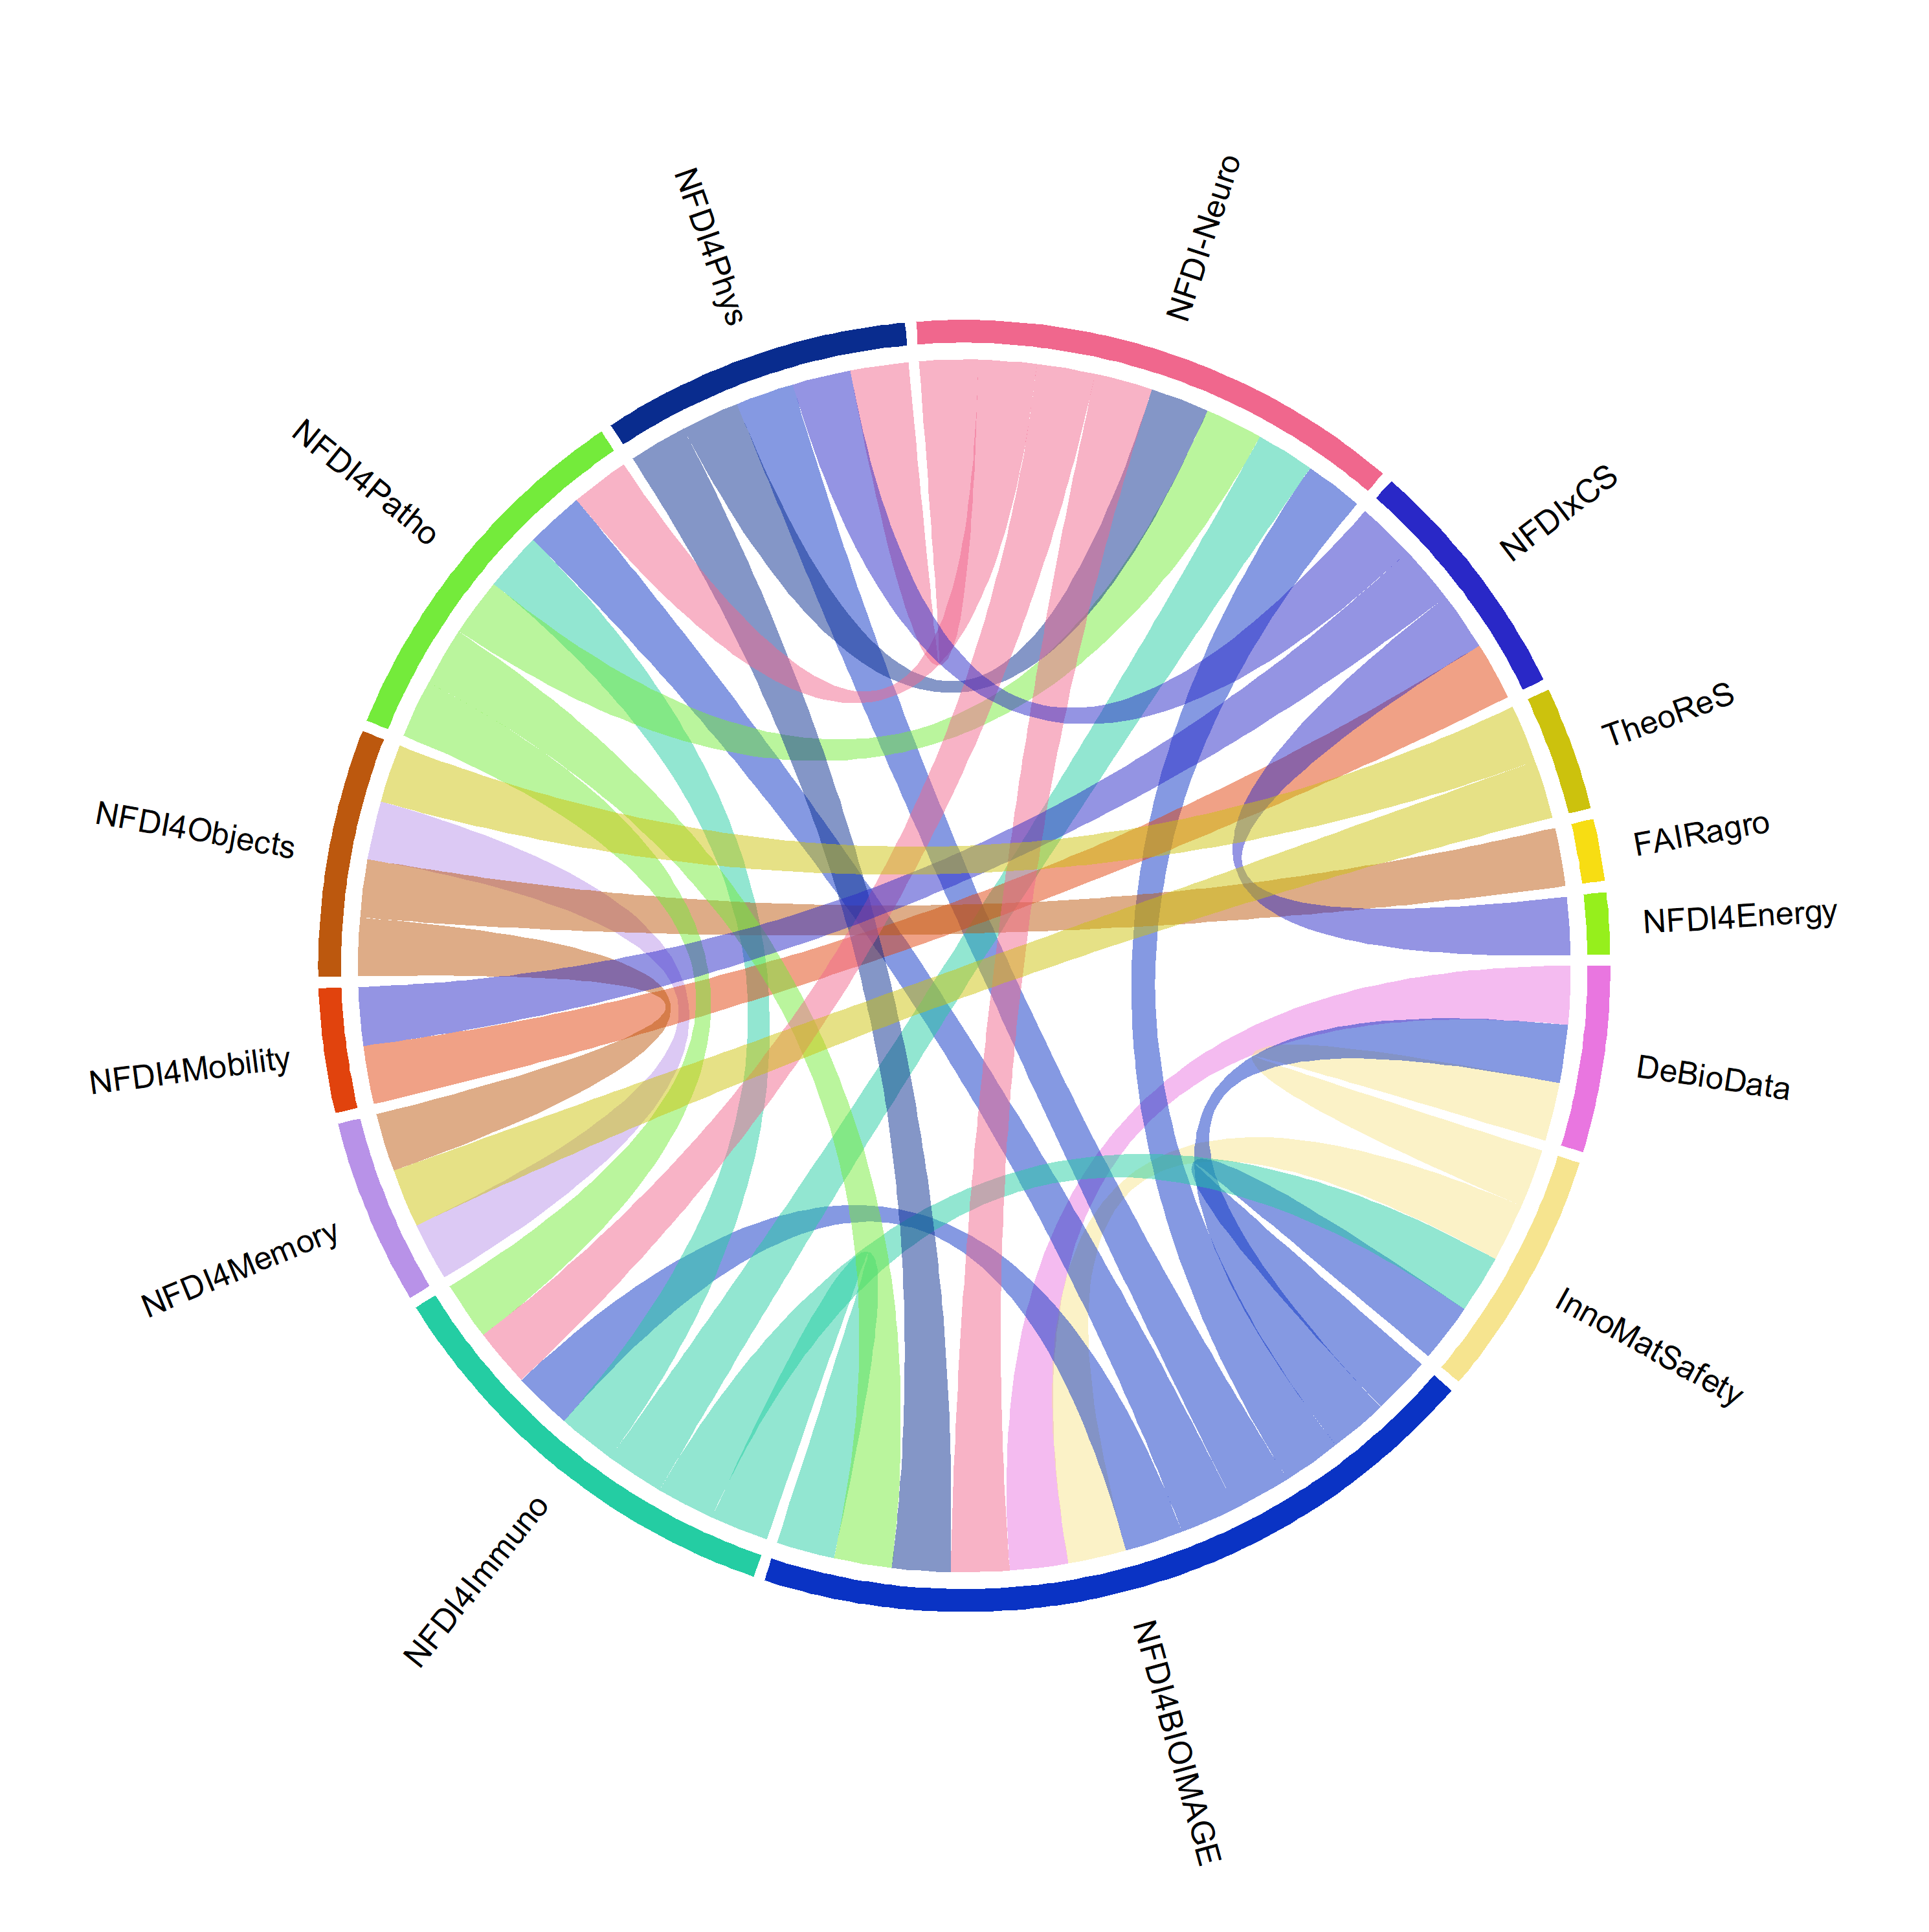 NFDI-Neuro
NFDI4Phys
NFDIxCS
NFDI4Patho
TheoReS
FAIRagro
NFDI4Objects
NFDI4Energy
NFDI4Mobility
DeBioData
NFDI4Memory
InnoMatSafety
NFDI4Immuno
NFDI4BIOIMAGE